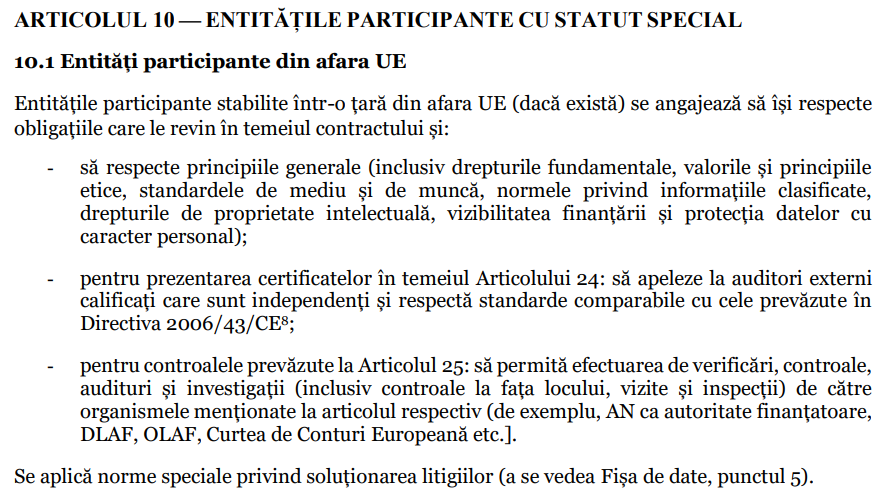 ARTICOLUL 10 — ENTITĂȚILE PARTICIPANTE CU STATUT SPECIAL
10.1 Entități participante din afara UE
Entitățile participante stabilite într-o țară din afara UE (dacă există) se angajează să își respecte
obligațiile care le revin în temeiul contractului și:
- să respecte principiile generale (inclusiv drepturile fundamentale, valorile și principiile
etice, standardele de mediu și de muncă, normele privind informațiile clasificate,
drepturile de proprietate intelectuală, vizibilitatea finanțării și protecția datelor cu
caracter personal);
- pentru prezentarea certificatelor în temeiul Articolului 24: să apeleze la auditori externi
calificați care sunt independenți și respectă standarde comparabile cu cele prevăzute în
Directiva 2006/43/CE⁸;
- pentru controalele prevăzute la Articolul 25: să permită efectuarea de verificări, controale,
audituri și investigații (inclusiv controale la fața locului, vizite și inspecții) de către
organismele menționate la articolul respectiv (de exemplu, AN ca autoritate finanțatoare,
DLAF, OLAF, Curtea de Conturi Europeană etc.].
Se aplică norme speciale privind soluționarea litigiilor (a se vedea Fișa de date, punctul 5).